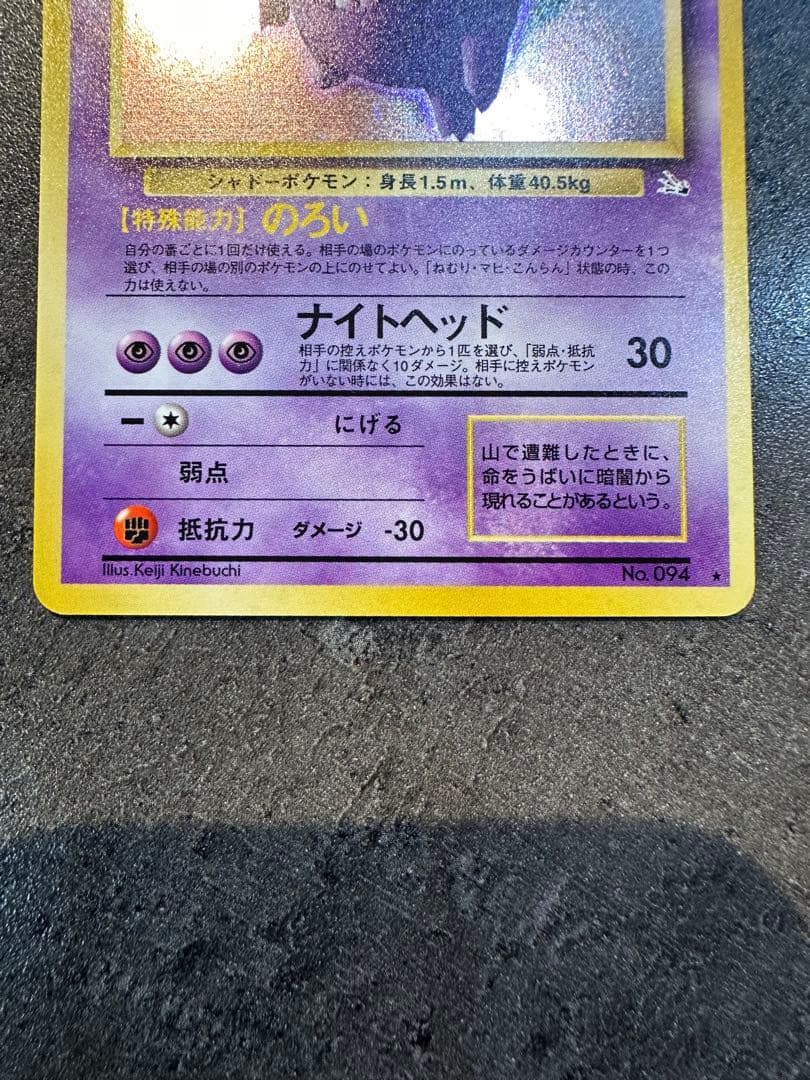 シャドーポケモン：身長1.5m、体重40.5kg
【特殊能力】 のろい
自分の番ごとに1回だけ使える。相手の場のポケモンにのっているダメージカウンターを1つ
選び、相手の場の別のポケモンの上にのせてよい。「ねむり・マヒ・こんらん」状態の時、この
力は使えない。
ナイトヘッド
相手の控えポケモンから1匹を選び、「弱点・抵抗
力」に関係なく10ダメージ。相手に控えポケモン
がいない時には、この効果はない。
30
にげる
弱点
抵抗力 ダメージ -30
山で遭難したときに、
命をうばいに暗闇から
現れることがあるという。
Illus.Keiji Kinebuchi
No.094 ★